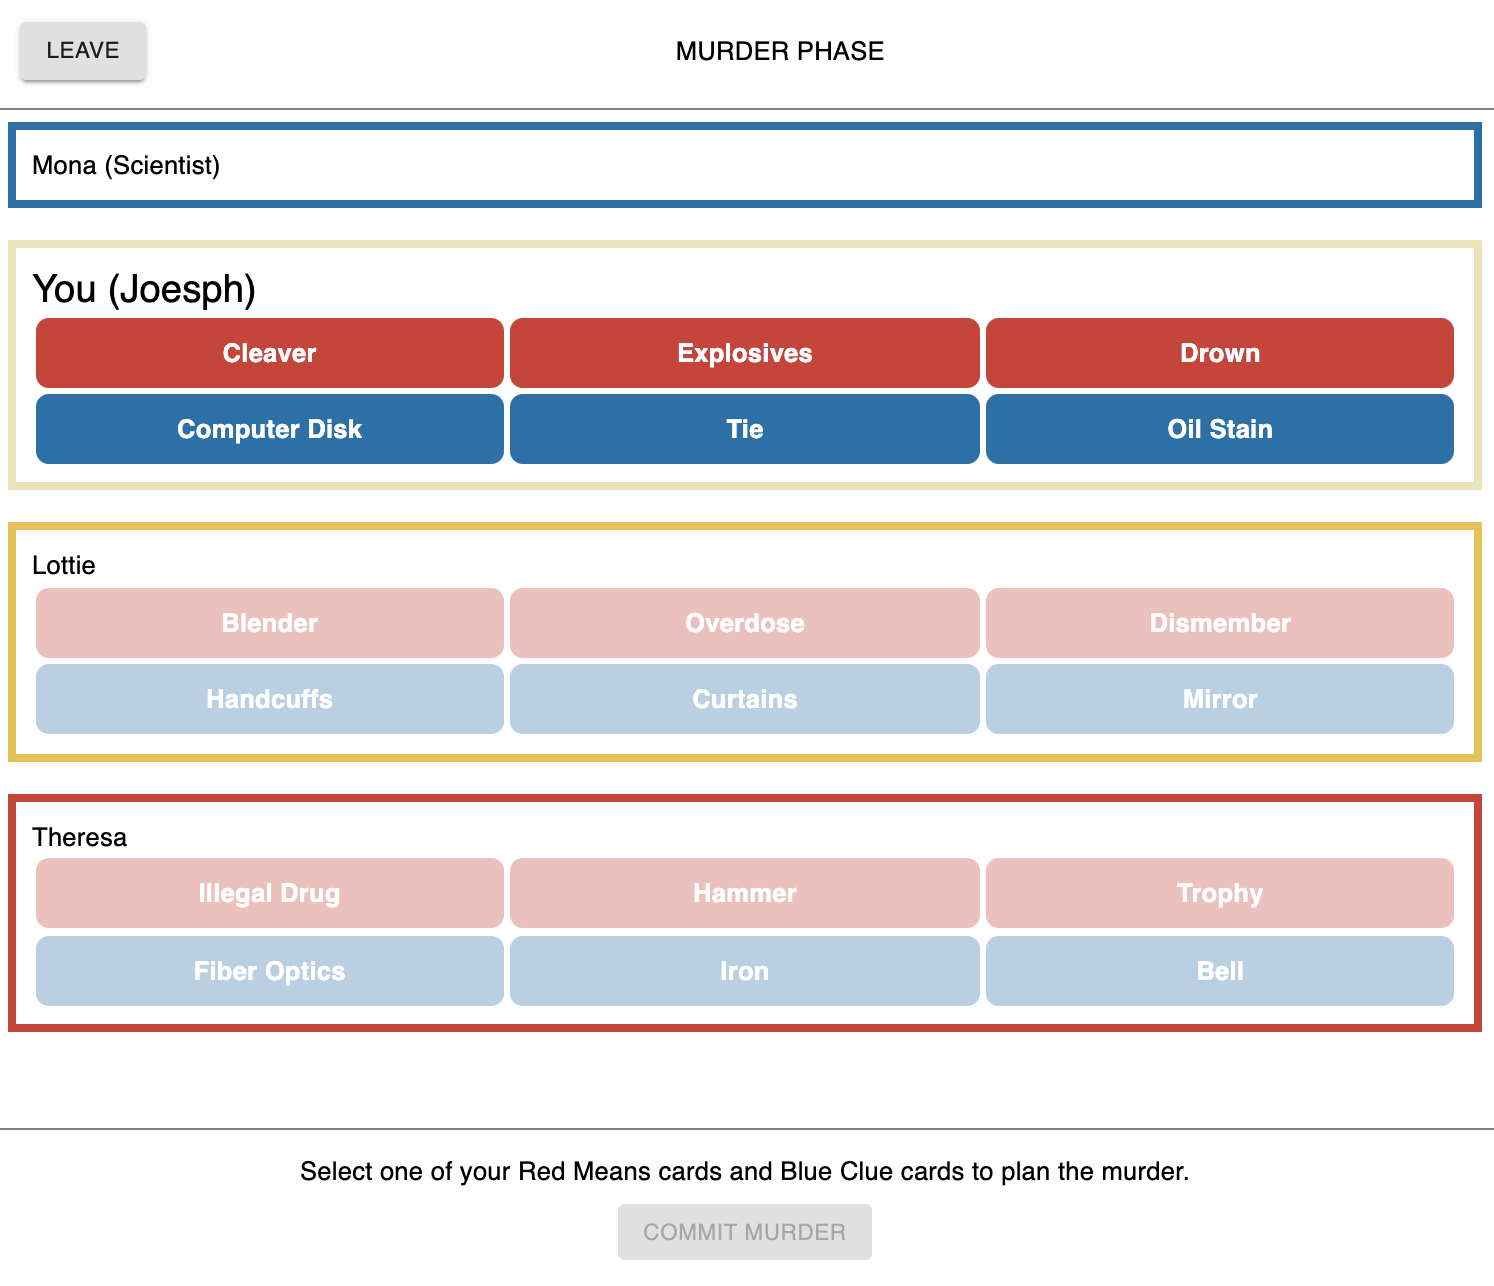 LEAVE
MURDER PHASE
Mona (Scientist)
You (Joesph)
Cleaver
Explosives
Drown
Computer Disk
Tie
Oil Stain
Lottie
Blender
Overdose
Dismember
Handcuffs
Curtains
Mirror
Theresa
Illegal Drug
Hammer
Trophy
Fiber Optics
Iron
Bell
Select one of your Red Means cards and Blue Clue cards to plan the murder.
COMMIT MURDER